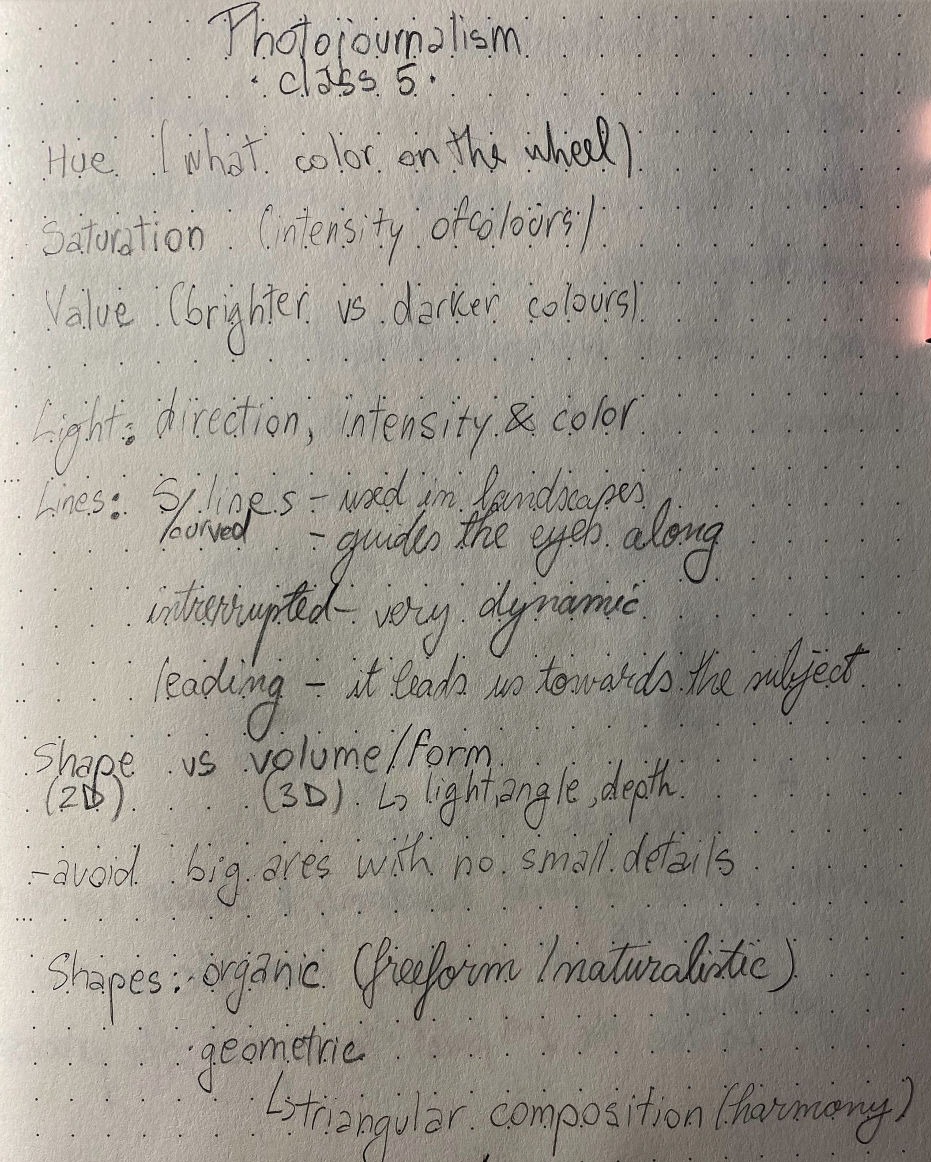 Photojournalism
· class 5 ·
Hue (what color on the wheel)
Saturation (intensity of colours)
Value (brighter vs darker colours)
Light: direction, intensity & color
Lines: S/lines - used in landscapes
/curved - guides the eyes along
intrerrupted - very dynamic
leading - it leads us towards the subject
Shape vs volume/form
(2D) (3D) ↳ light, angle, depth
- avoid big ares with no small details
Shapes: · organic (freeform / naturalistic)
· geometric
↳ triangular composition (harmony)